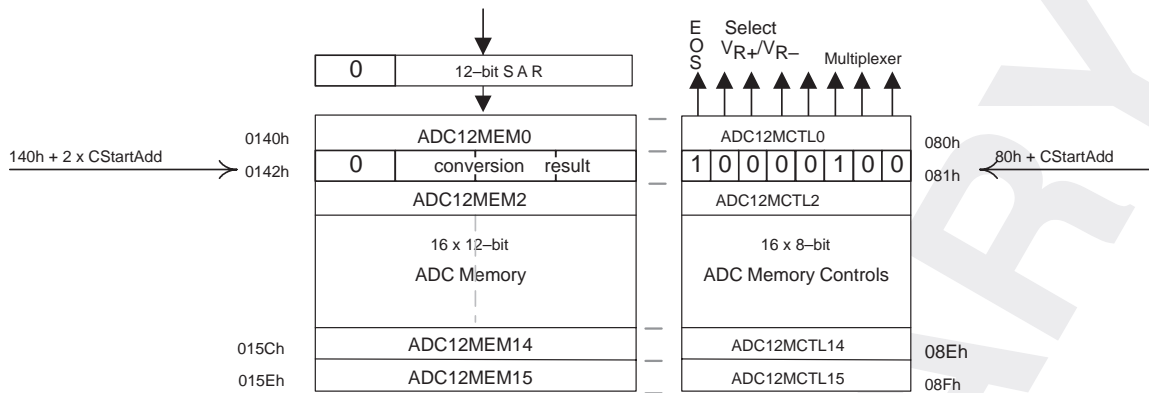 E
O
S
Select
VR+/VR–
Multiplexer
0
12–bit S A R
0140h
ADC12MEM0
ADC12MCTL0
080h
140h + 2 x CStartAdd
0142h
0
conversion result
1 0 0 0 0 1 0 0
081h
80h + CStartAdd
ADC12MEM2
ADC12MCTL2
16 x 12–bit
16 x 8–bit
ADC Memory
ADC Memory Controls
015Ch
ADC12MEM14
ADC12MCTL14
08Eh
015Eh
ADC12MEM15
ADC12MCTL15
08Fh